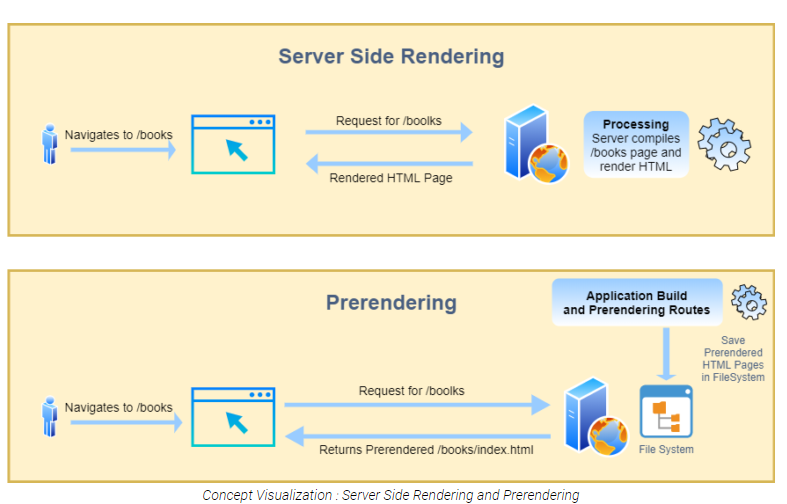 Server Side Rendering
Navigates to /books
Request for /boolks
Rendered HTML Page
Processing
Server compiles
/books page and
render HTML
Prerendering
Application Build
and Prerendering Routes
Save
Prerendered
HTML Pages
in FileSystem
Navigates to /books
Request for /boolks
Returns Prerendered /books/index.html
File System
Concept Visualization : Server Side Rendering and Prerendering